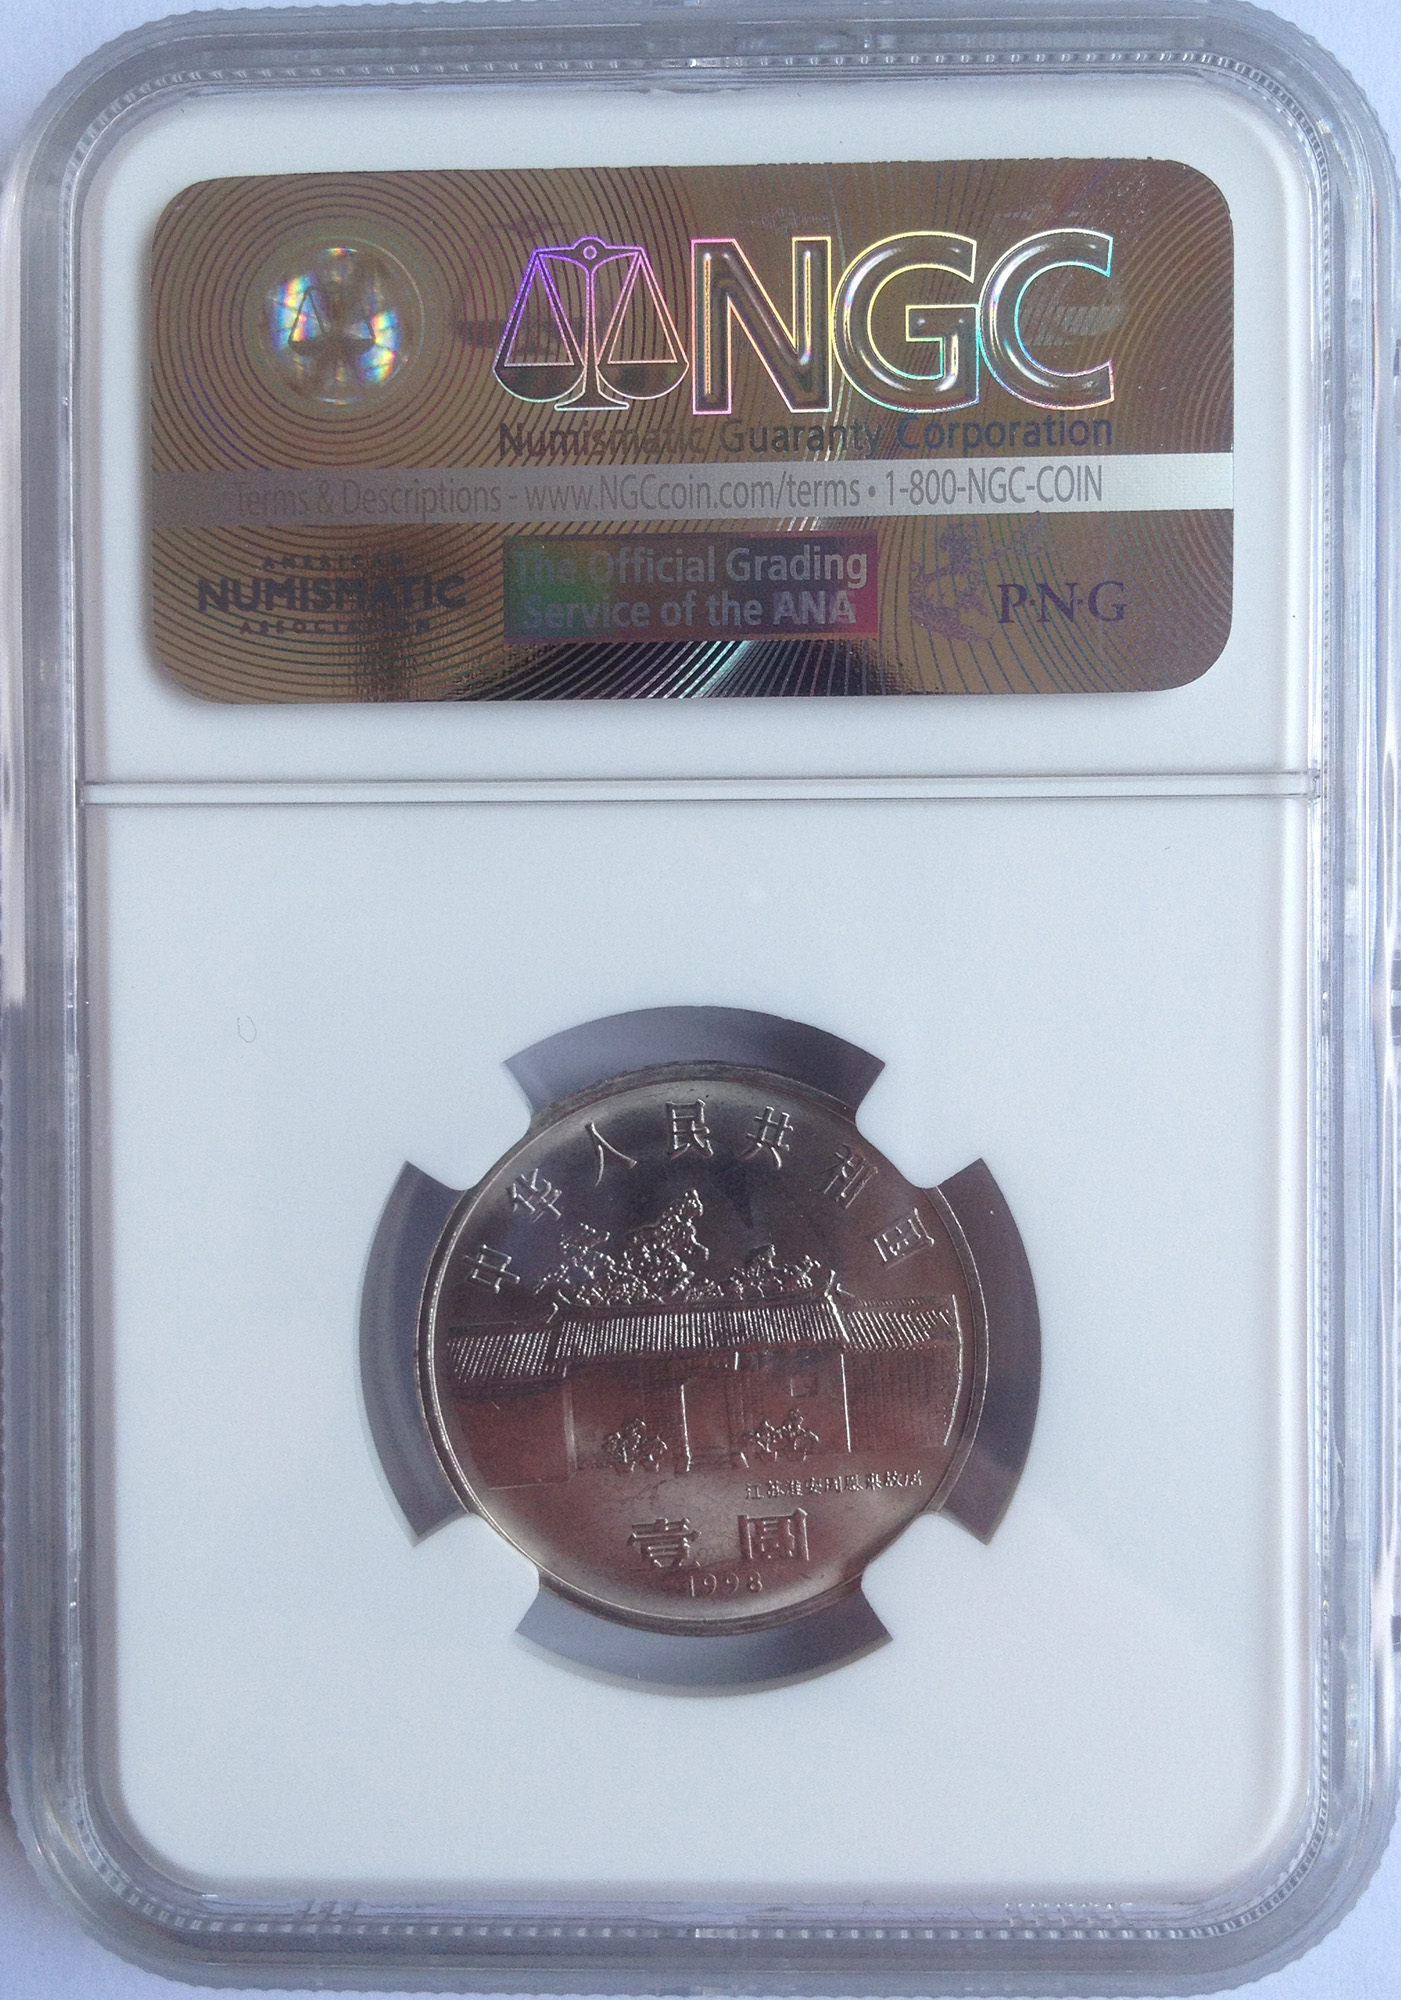 NGC
Numismatic Guaranty Corporation
Terms & Descriptions - www.NGCcoin.com/terms • 1-800-NGC-COIN
AMERICAN
NUMISMATIC
ASSOCIATION
The Official Grading
Service of the ANA
P·N·G
中华人民共和国
江苏淮安周恩来故居
壹圆
1998